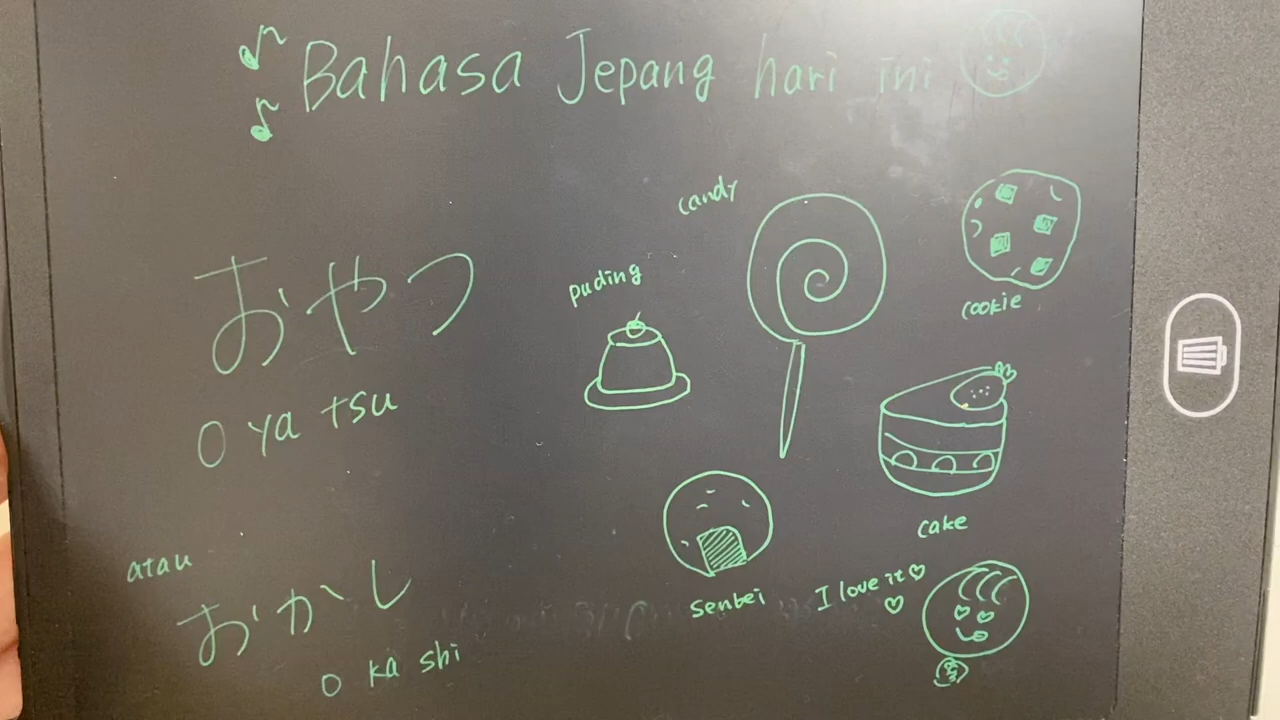 Bahasa Jepang hari ini
おやつ
o ya tsu
atau
おかし
o ka shi
puding
candy
cookie
cake
senbei
I love it